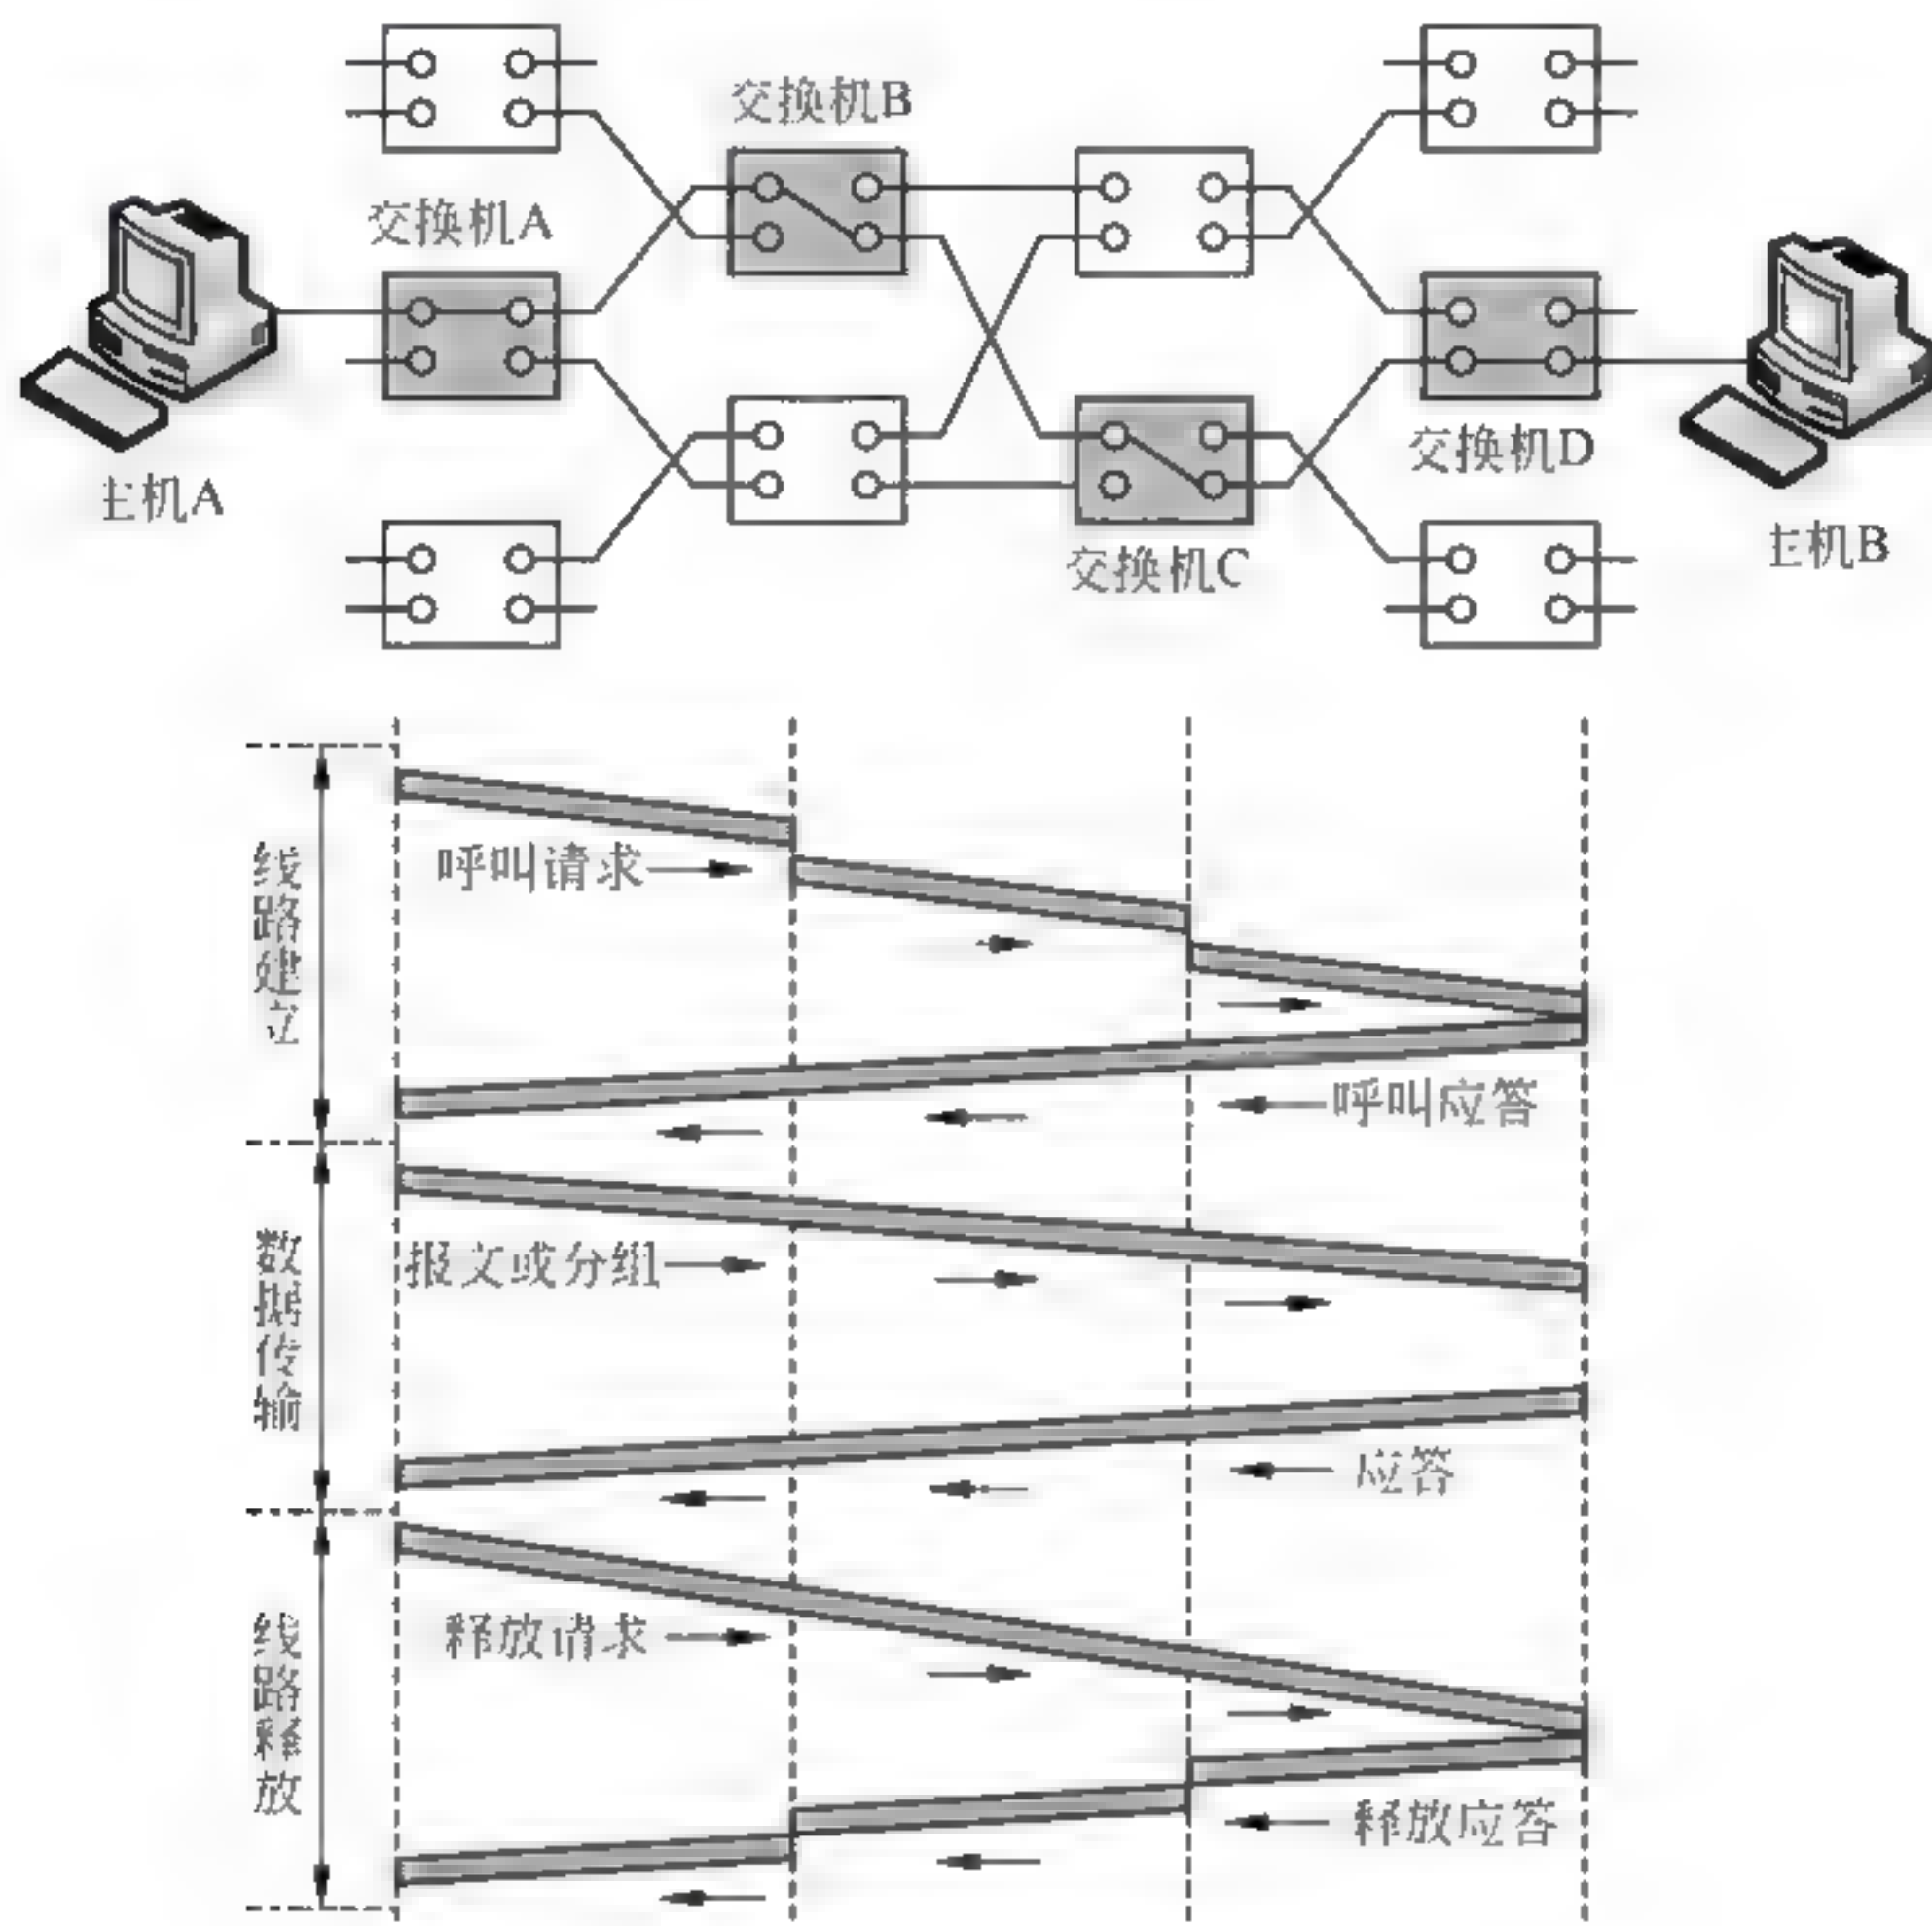 交换机B
交换机A
主机A
交换机D
主机B
交换机C
线路建立
呼叫请求
呼叫应答
数据传输
报文或分组
应答
线路释放
释放请求
释放应答